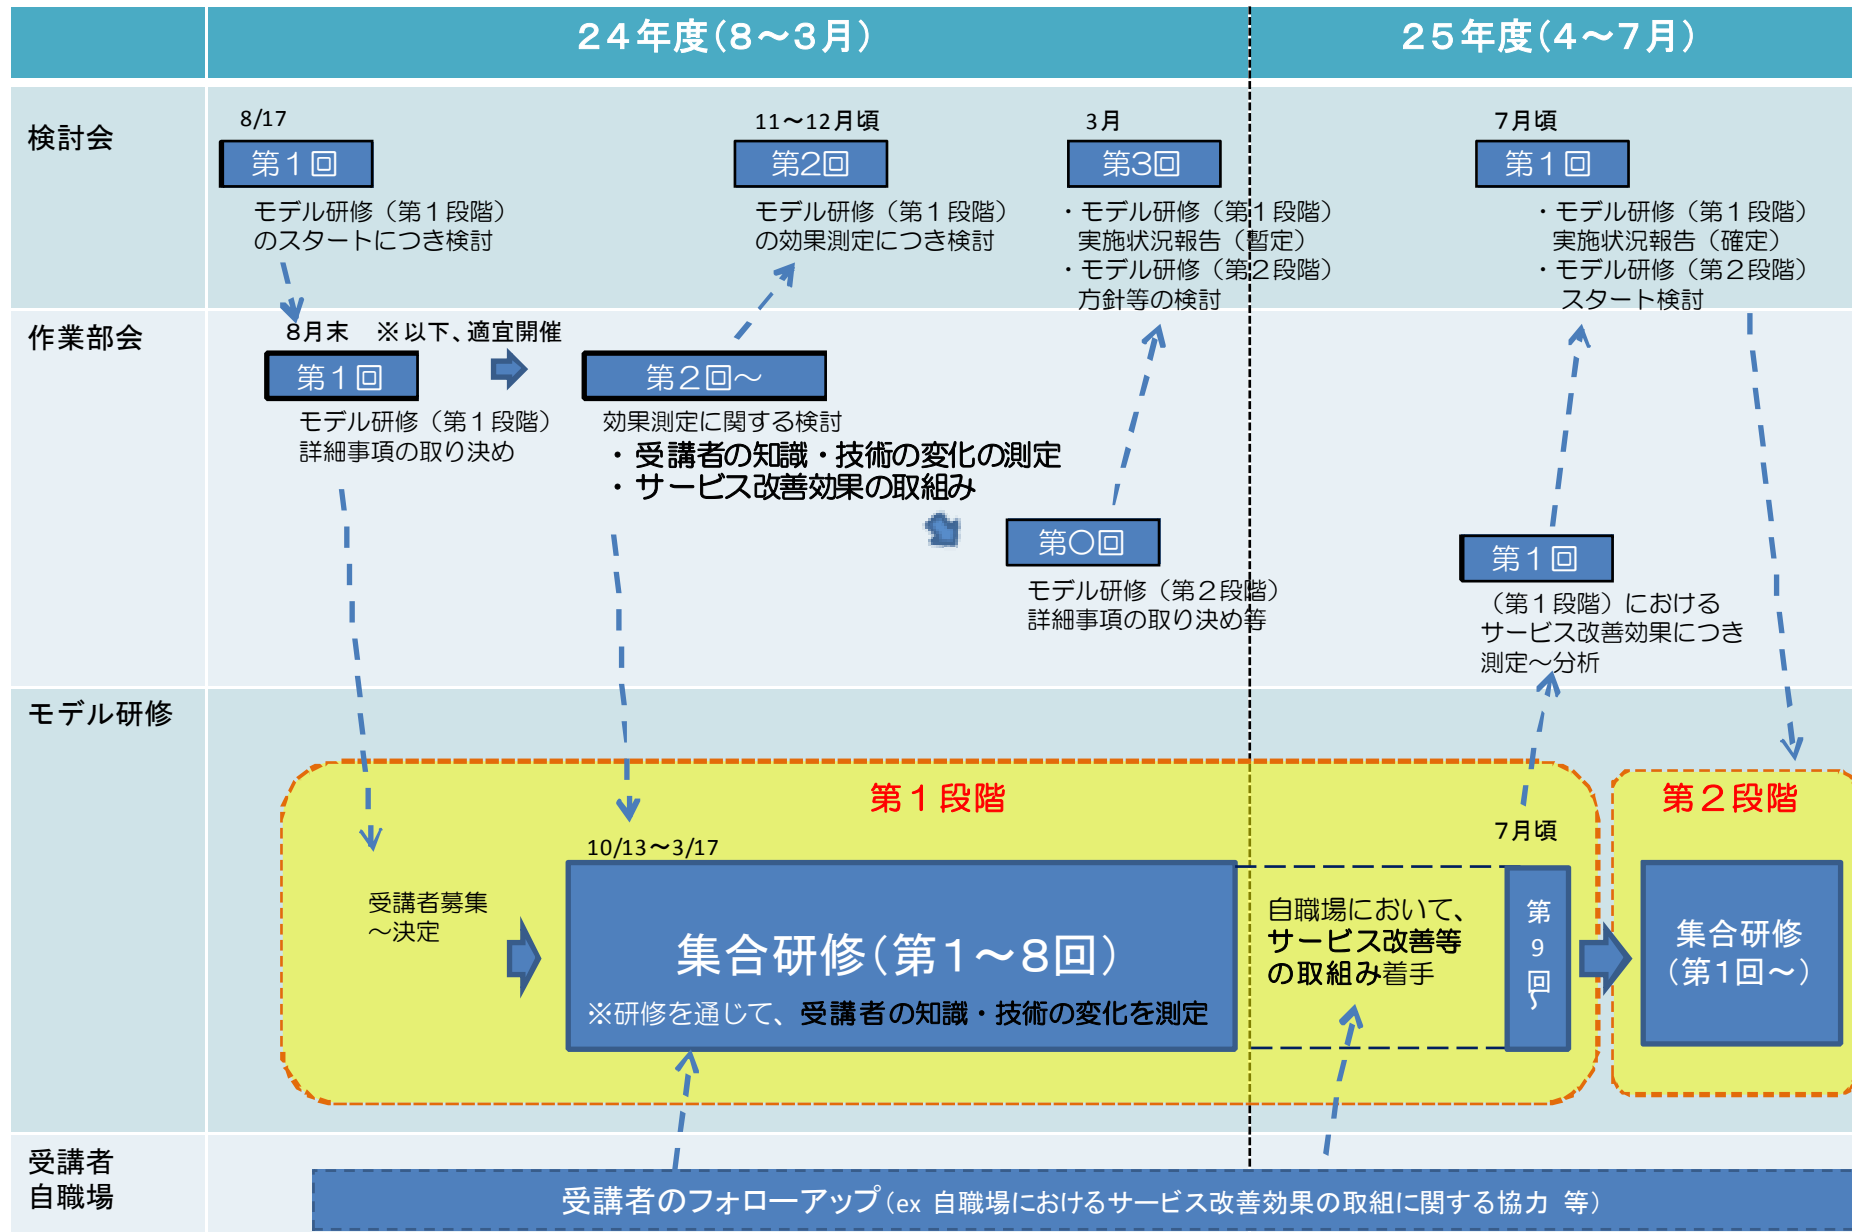 24年度(8～3月)
25年度(4～7月)
検討会
8/17
第1回
モデル研修（第1段階）
のスタートにつき検討
11～12月頃
第2回
モデル研修（第1段階）
の効果測定につき検討
3月
第3回
・モデル研修（第1段階）
実施状況報告（暫定）
・モデル研修（第2段階）
方針等の検討
7月頃
第1回
・モデル研修（第1段階）
実施状況報告（確定）
・モデル研修（第2段階）
スタート検討
作業部会
8月末　※以下、適宜開催
第1回
モデル研修（第1段階）
詳細事項の取り決め
第2回～
効果測定に関する検討
・受講者の知識・技術の変化の測定
・サービス改善効果の取組み
第〇回
モデル研修（第2段階）
詳細事項の取り決め等
第1回
（第1段階）における
サービス改善効果につき
測定～分析
モデル研修
第1段階
受講者募集
～決定
10/13～3/17
集合研修(第1～8回)
※研修を通じて、受講者の知識・技術の変化を測定
自職場において、
サービス改善等
の取組み着手
7月頃
第
9
回
～
第2段階
集合研修
(第1回～)
受講者
自職場
受講者のフォローアップ(ex 自職場におけるサービス改善効果の取組に関する協力 等)